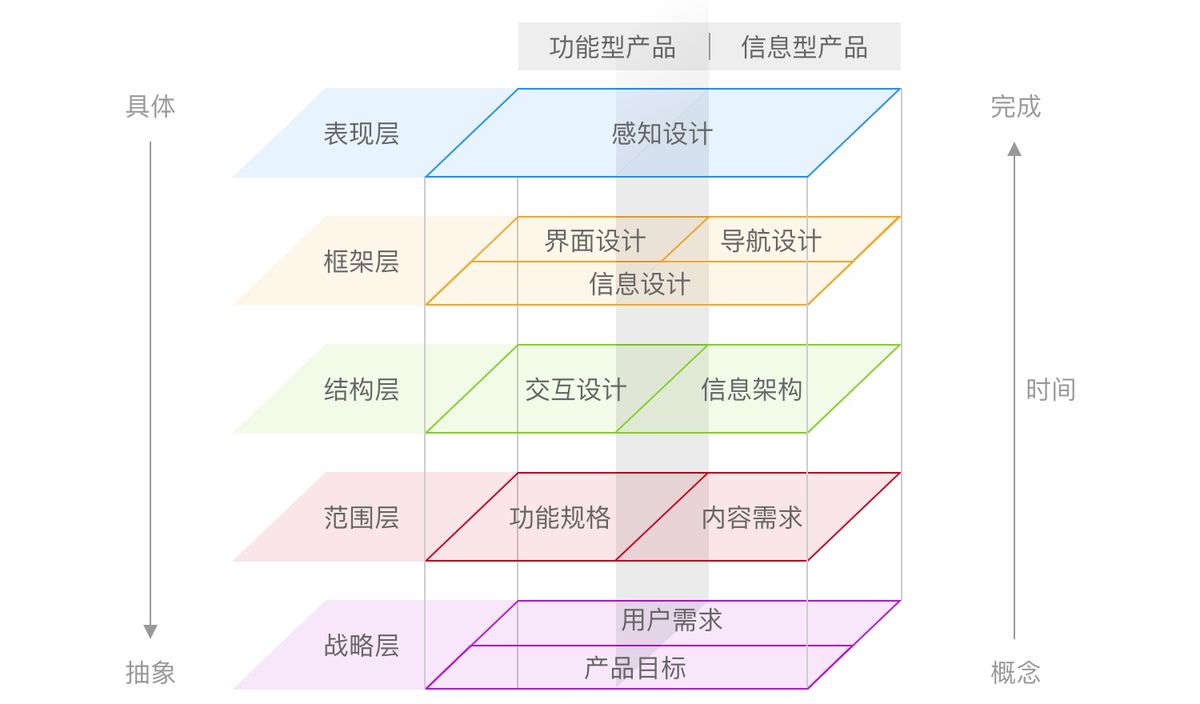 功能型产品 | 信息型产品
具体
完成
表现层
感知设计
框架层
界面设计
导航设计
信息设计
结构层
交互设计
信息架构
时间
范围层
功能规格
内容需求
战略层
用户需求
产品目标
抽象
概念